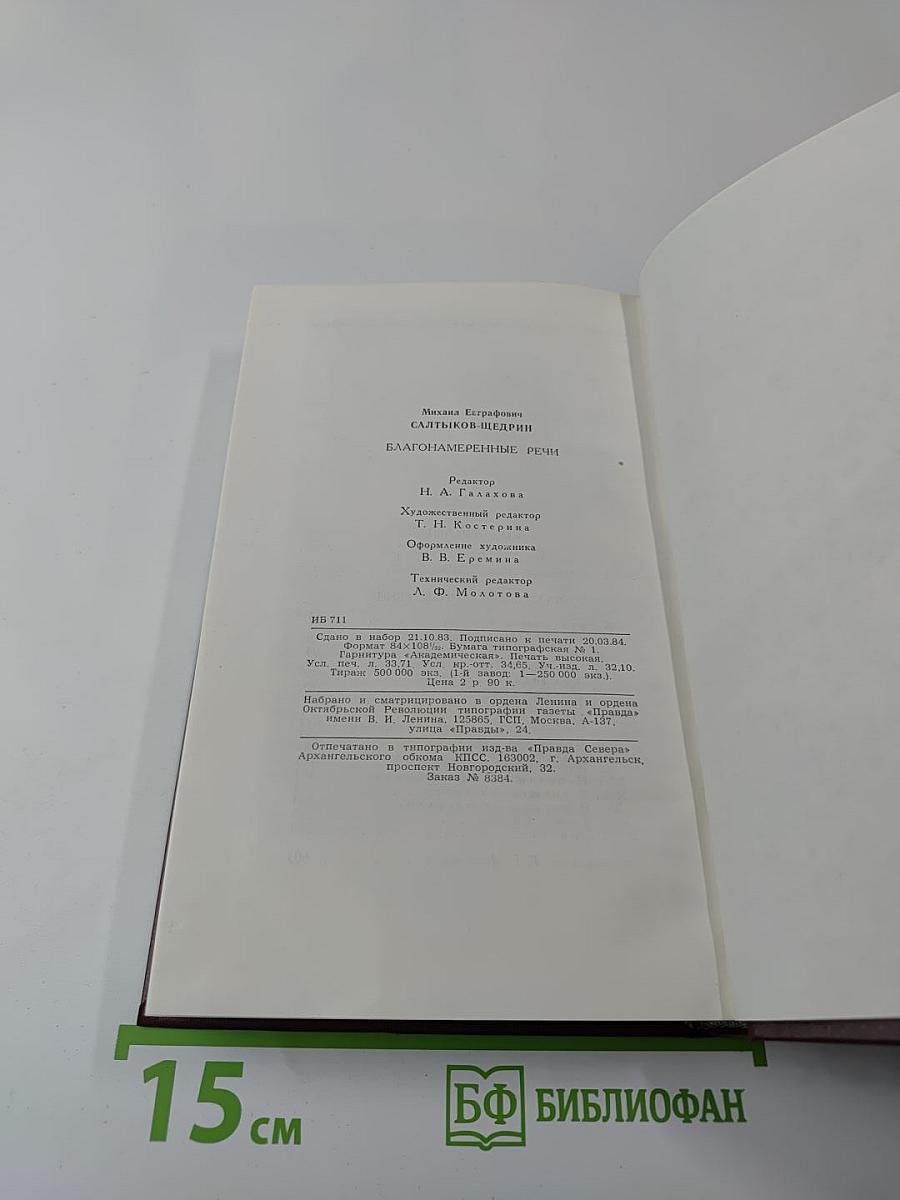 Михаил Евграфович
САЛТЫКОВ-ЩЕДРИН
БЛАГОНАМЕРЕННЫЕ РЕЧИ
Редактор
Н. А. Галахова
Художественный редактор
Т. Н. Костерина
Оформление художника
В. В. Еремина
Технический редактор
Л. Ф. Молотова
ИБ 711
Сдано в набор 21.10.83. Подписано к печати 20.03.84.
Формат 84×108¹/₃₂. Бумага типографская № 1.
Гарнитура «Академическая». Печать высокая.
Усл. печ. л. 33,71. Усл. кр.-отт. 34,65. Уч.-изд. л. 32,10.
Тираж 500 000 экз. (1-й завод: 1—250 000 экз.).
Цена 2 р. 90 к.
Набрано и сматрицировано в ордена Ленина и ордена
Октябрьской Революции типографии газеты «Правда»
имени В. И. Ленина, 125865, ГСП, Москва, А-137,
улица «Правды», 24.
Отпечатано в типографии изд-ва «Правда Севера»
Архангельского обкома КПСС. 163002, г. Архангельск,
проспект Новгородский, 32.
Заказ № 8384.
15 см
БФ БИБЛИОФАН